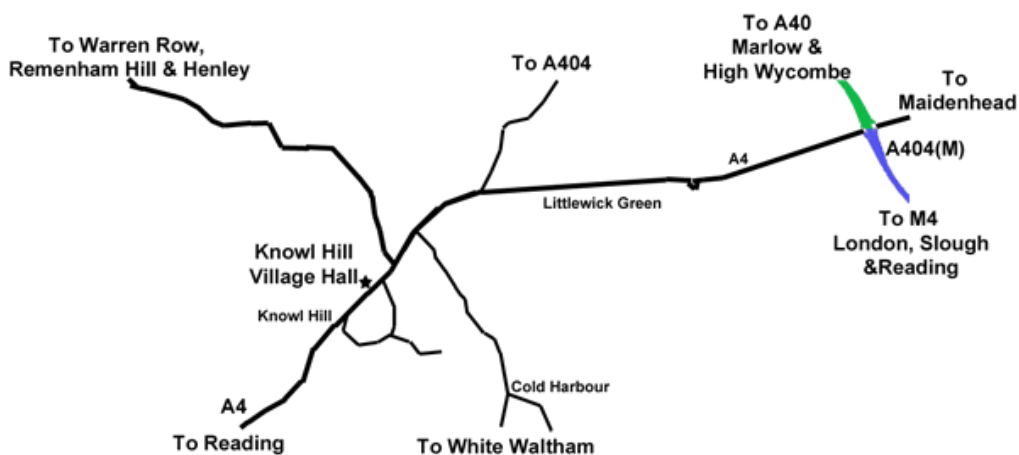 To Warren Row,
Remenham Hill & Henley
To A404
To A40
Marlow &
High Wycombe
To
Maidenhead
A404(M)
A4
Littlewick Green
To M4
London, Slough
&Reading
Knowl Hill
Village Hall
Knowl Hill
Cold Harbour
A4
To Reading
To White Waltham